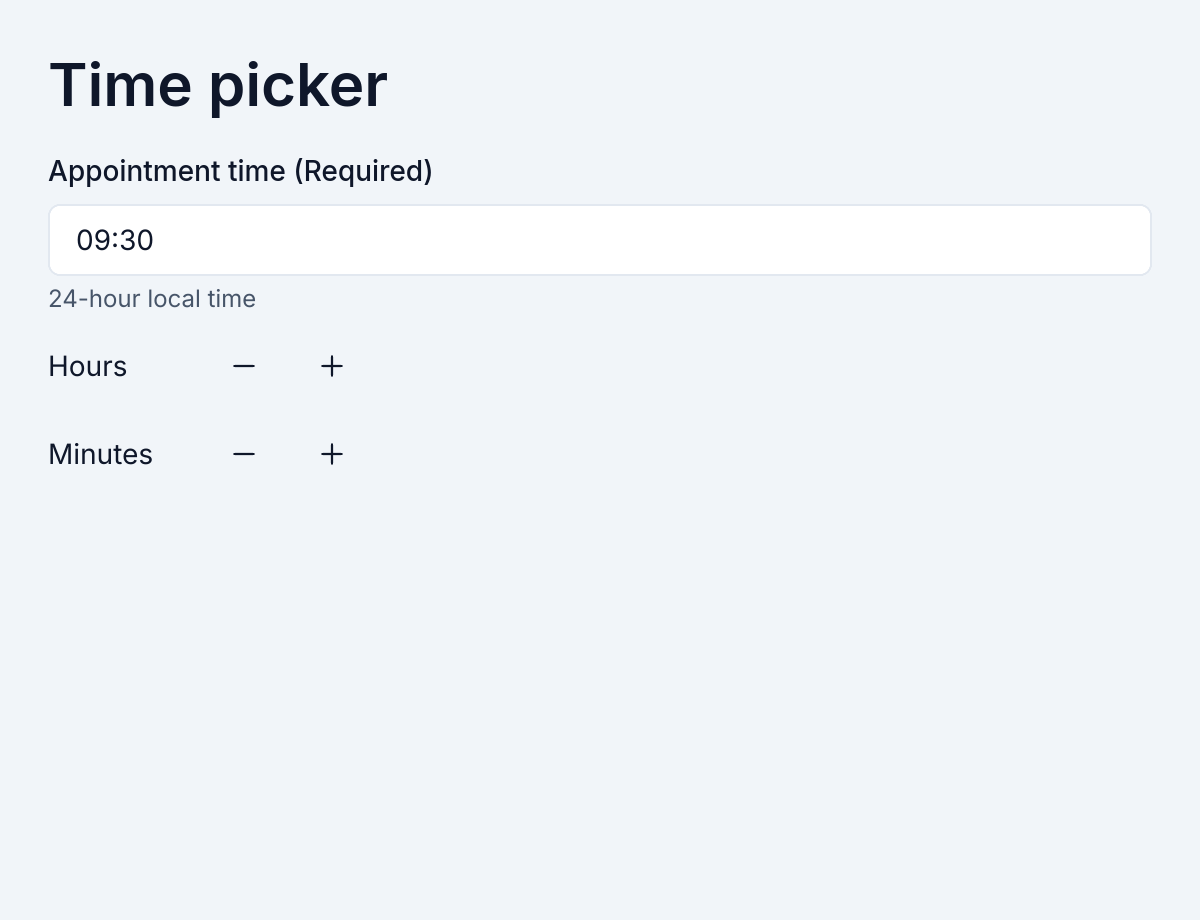 Time picker
Appointment time (Required)
09:30
24-hour local time
Hours
Minutes